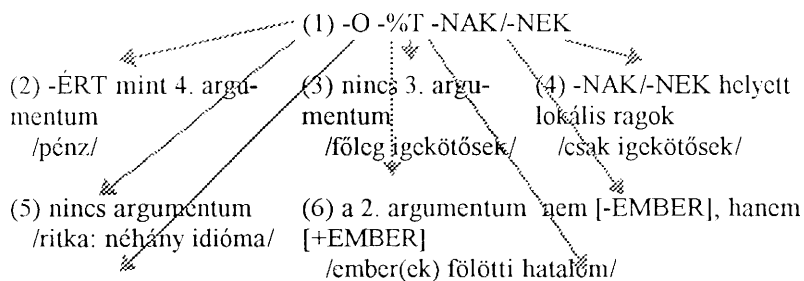 (1) -O -%T -NAK/-NEK
(2) -ÉRT mint 4. argu-
mentum
/pénz/
(3) nincs 3. argu-
mentum
/főleg igekötősek/
(4) -NAK/-NEK helyett
lokális ragok
/csak igekötősek/
(5) nincs argumentum
/ritka: néhány idióma/
(6) a 2. argumentum nem [-EMBER], hanem
[+EMBER]
/ember(ek) fölötti hatalom/